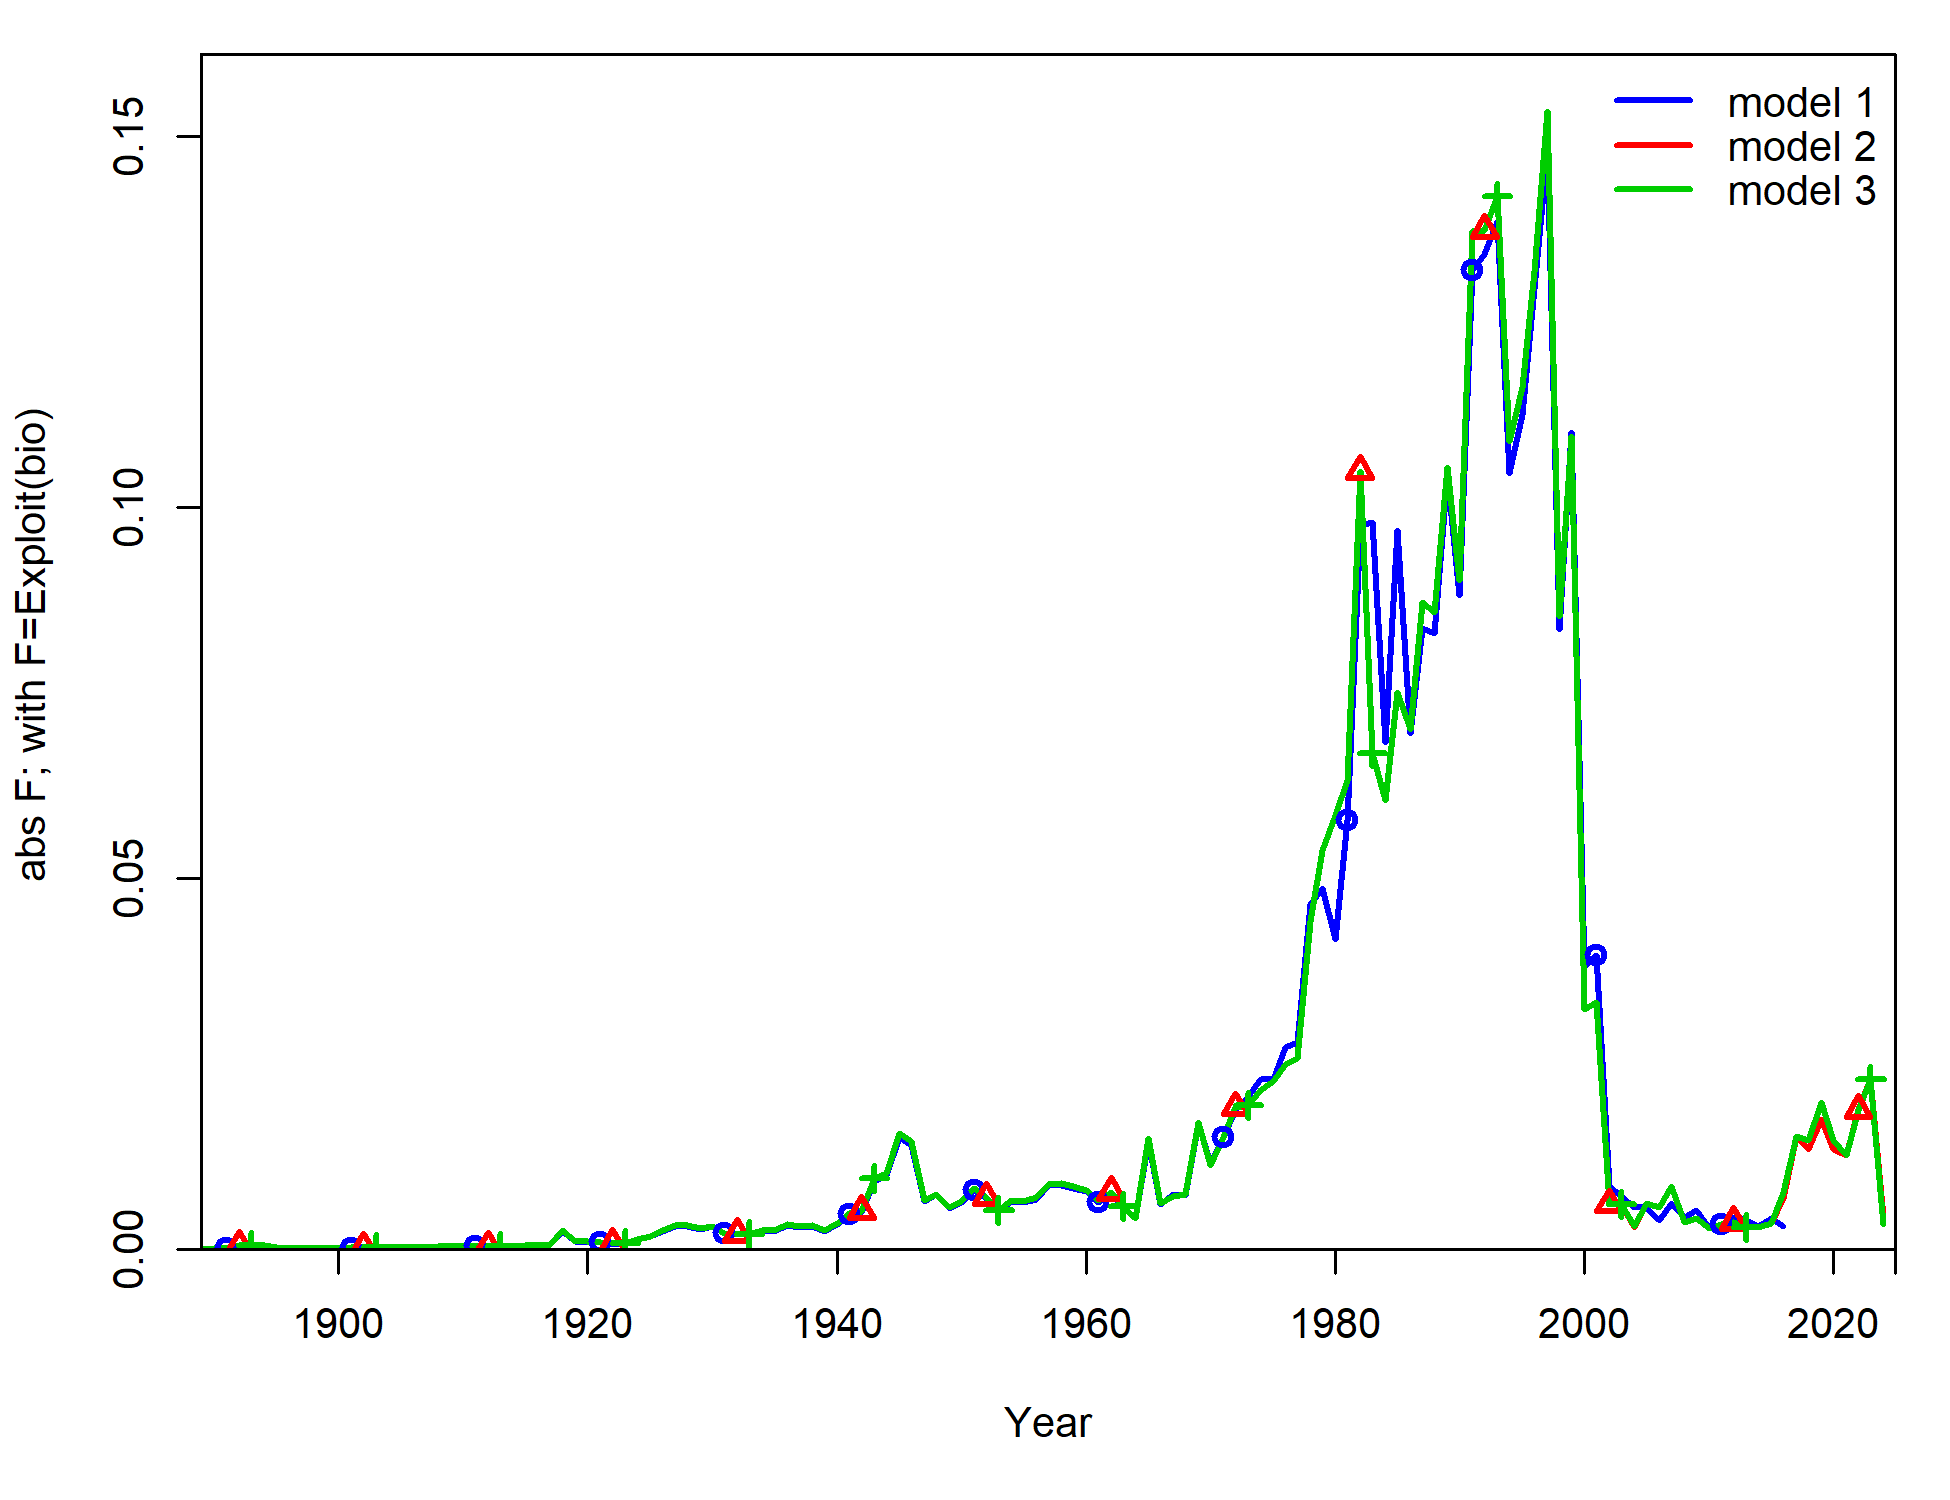 abs F; with F=Exploit(bio)
0.15
0.10
0.05
0.00
model 1
model 2
model 3
1900 1920 1940 1960 1980 2000 2020
Year